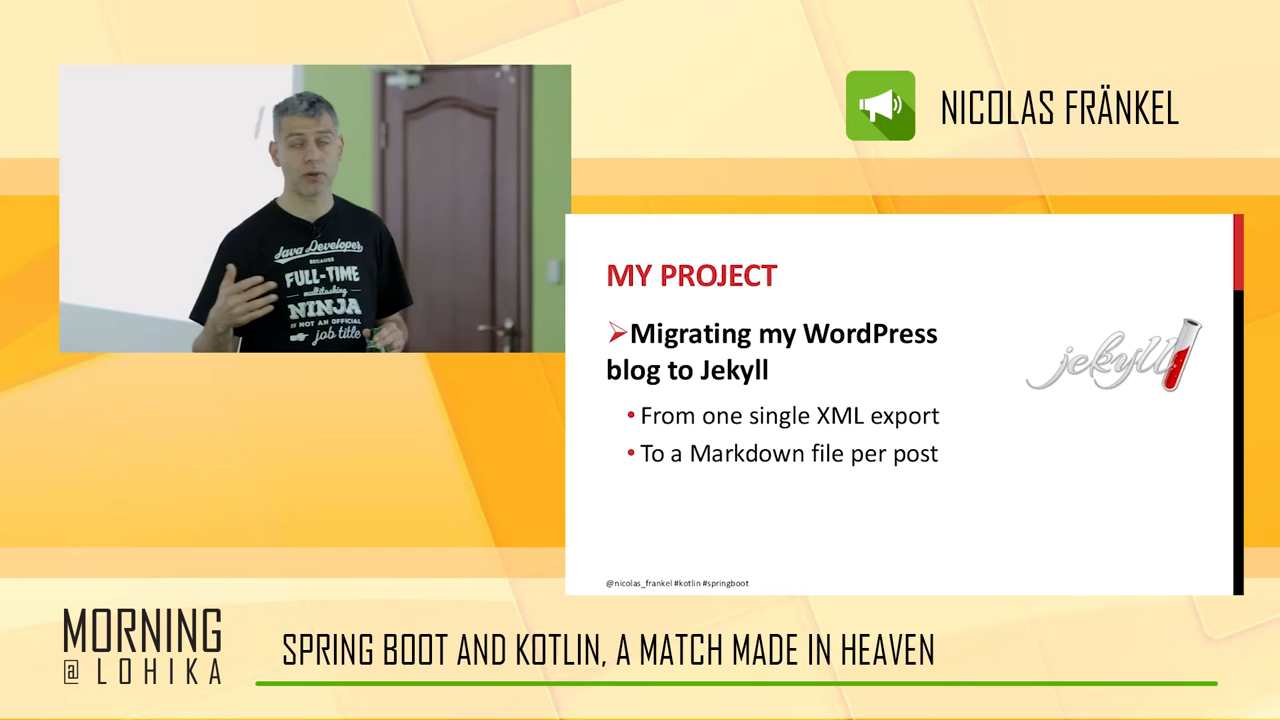 NICOLAS FRÄNKEL
Java Developer
BECAUSE
FULL-TIME
multitasking
NINJA
IS NOT AN OFFICIAL
job title
MY PROJECT
Migrating my WordPress
blog to Jekyll
• From one single XML export
• To a Markdown file per post
jekyll
@nicolas_frankel #kotlin #springboot
MORNING
@ LOHIKA
SPRING BOOT AND KOTLIN, A MATCH MADE IN HEAVEN